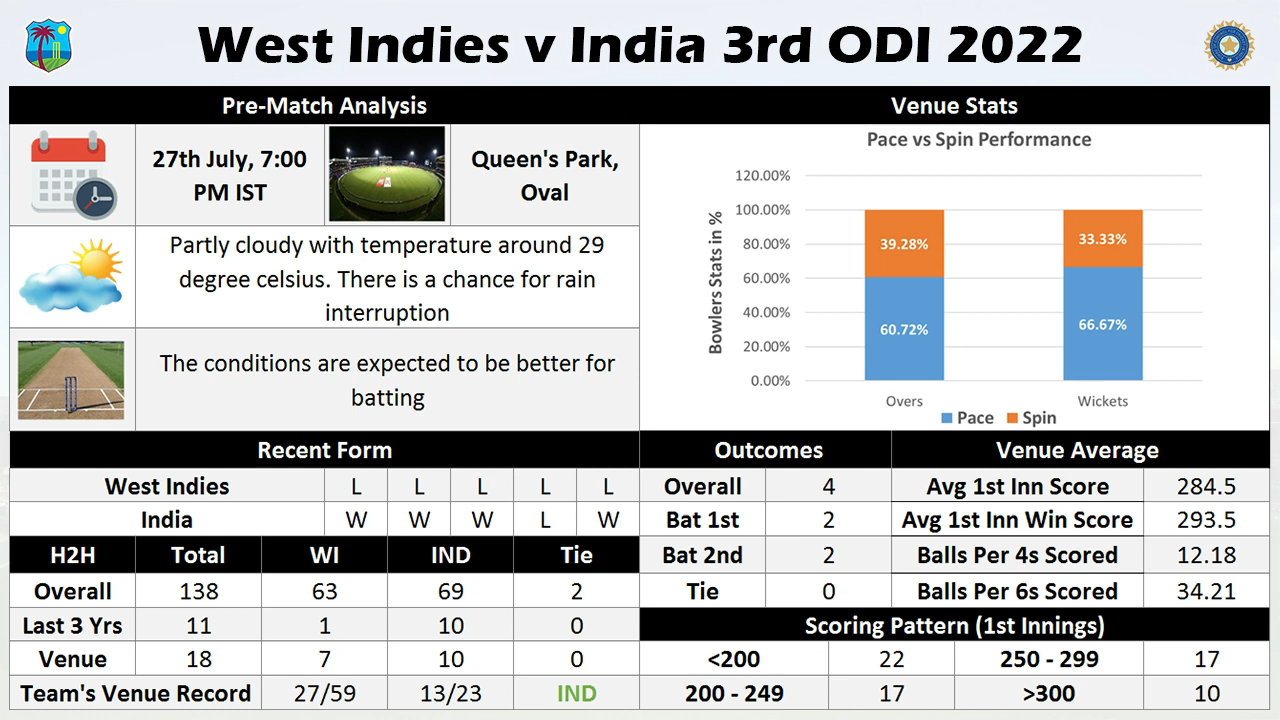 West Indies v India 3rd ODI 2022
Pre-Match Analysis
27th July, 7:00
PM IST
Queen's Park,
Oval
Partly cloudy with temperature around 29
degree celsius. There is a chance for rain
interruption
The conditions are expected to be better for
batting
Venue Stats
Pace vs Spin Performance
Bowlers Stats in %
120.00%
100.00%
80.00%
60.00%
40.00%
20.00%
0.00%
39.28%
33.33%
60.72%
66.67%
Overs
Wickets
Pace Spin
Recent Form
West Indies L L L L L
India W W W L W
H2H Total WI IND Tie
Overall 138 63 69 2
Last 3 Yrs 11 1 10 0
Venue 18 7 10 0
Team's Venue Record 27/59 13/23 IND
Outcomes
Overall 4
Bat 1st 2
Bat 2nd 2
Tie 0
Venue Average
Avg 1st Inn Score 284.5
Avg 1st Inn Win Score 293.5
Balls Per 4s Scored 12.18
Balls Per 6s Scored 34.21
Scoring Pattern (1st Innings)
<200 22 250 - 299 17
200 - 249 17 >300 10